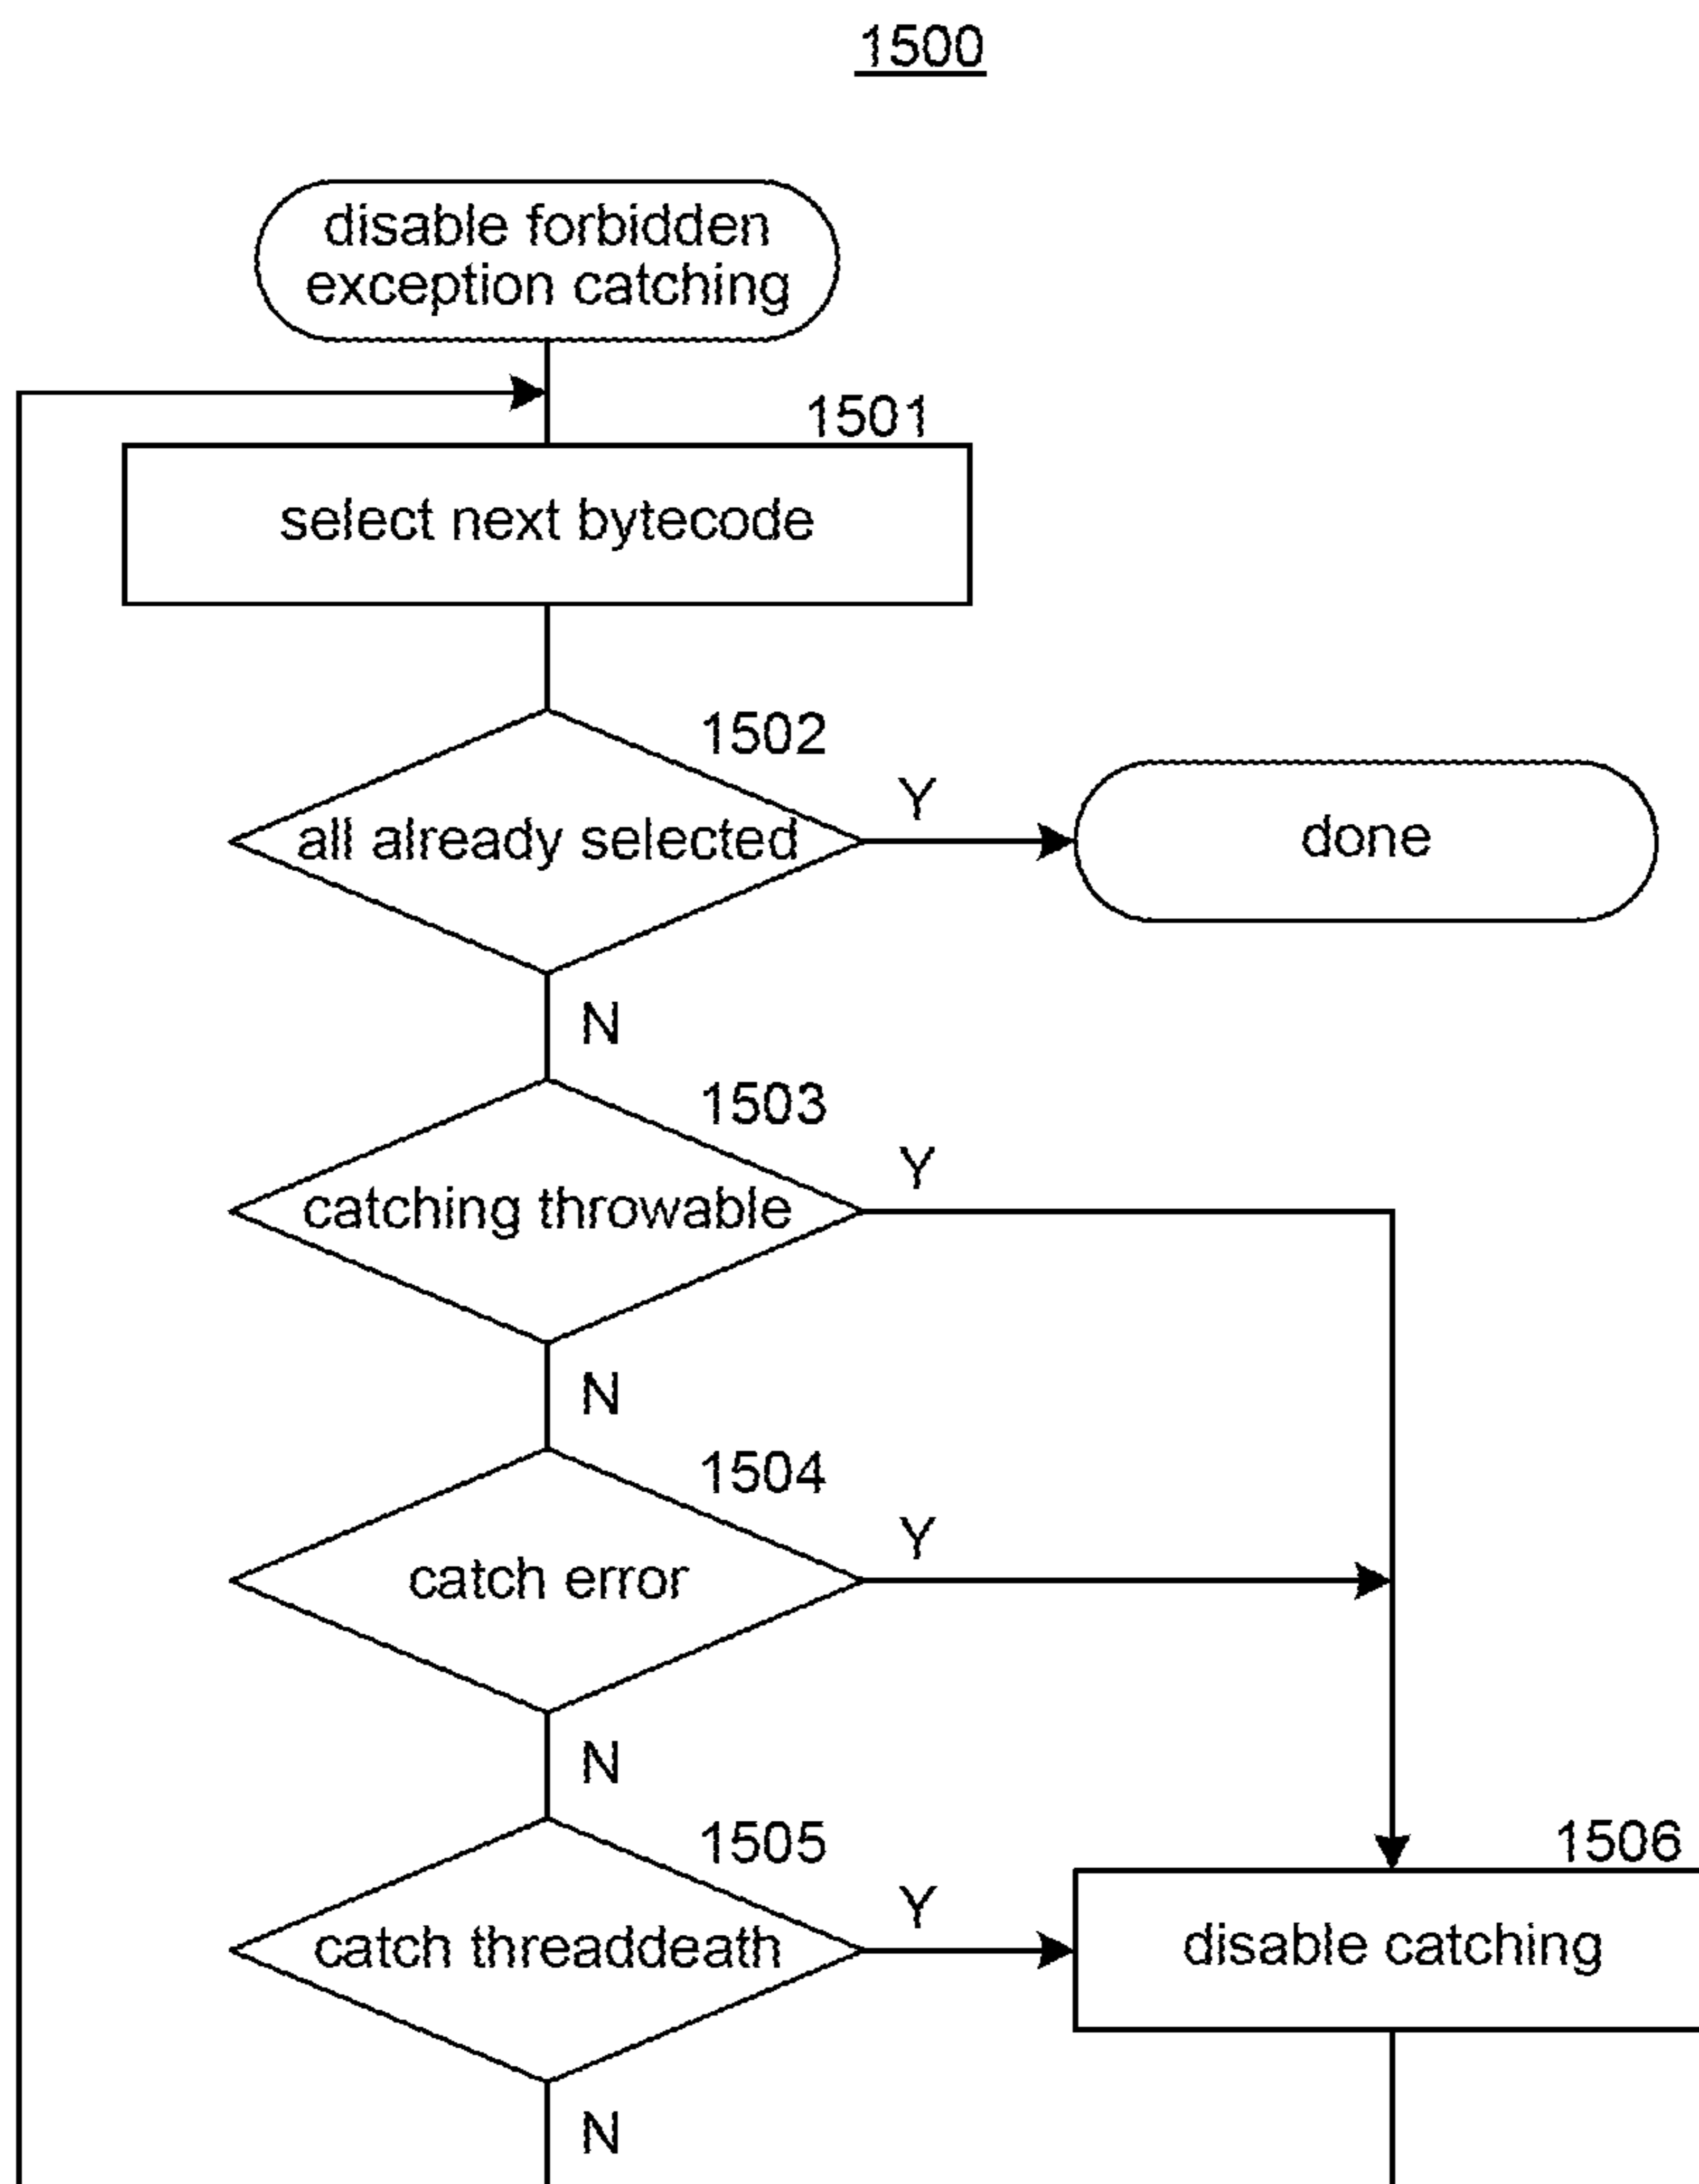 1500
disable forbidden
exception catching
1501
select next bytecode
1502
all already selected
Y
done
N
1503
catching throwable
Y
N
1504
catch error
Y
N
1505
catch threaddeath
Y
1506
disable catching
N